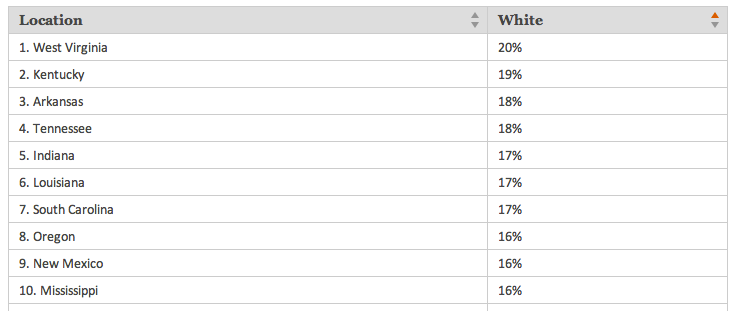 Location White
1. West Virginia 20%
2. Kentucky 19%
3. Arkansas 18%
4. Tennessee 18%
5. Indiana 17%
6. Louisiana 17%
7. South Carolina 17%
8. Oregon 16%
9. New Mexico 16%
10. Mississippi 16%